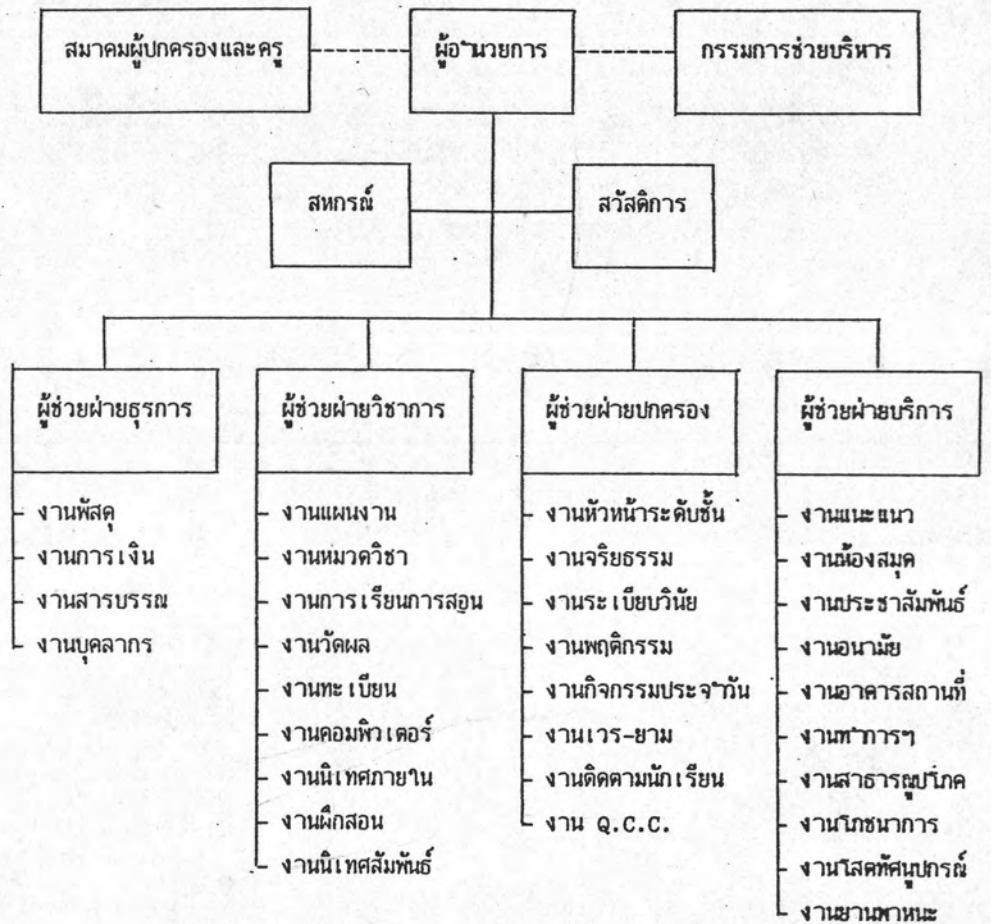 สมาคมผู้ปกครองและครู
ผู้อำนวยการ
กรรมการช่วยบริหาร
สหกรณ์
สวัสดิการ
ผู้ช่วยฝ่ายธุรการ
งานพัสดุ
งานการเงิน
งานสารบรรณ
งานบุคลากร
ผู้ช่วยฝ่ายวิชาการ
งานแผนงาน
งานหมวดวิชา
งานการเรียนการสอน
งานวัดผล
งานทะเบียน
งานคอมพิวเตอร์
งานนิเทศภายใน
งานฝึกสอน
งานนิเทศสัมพันธ์
ผู้ช่วยฝ่ายปกครอง
งานหัวหน้าระดับชั้น
งานจริยธรรม
งานระเบียบวินัย
งานพฤติกรรม
งานกิจกรรมประจำวัน
งานเวร-ยาม
งานติดตามนักเรียน
งาน Q.C.C.
ผู้ช่วยฝ่ายบริการ
งานแนะแนว
งานห้องสมุด
งานประชาสัมพันธ์
งานอนามัย
งานอาคารสถานที่
งานทำการฯ
งานสาธารณูปโภค
งานโภชนาการ
งานโสตทัศนูปกรณ์
งานยานพาหนะ